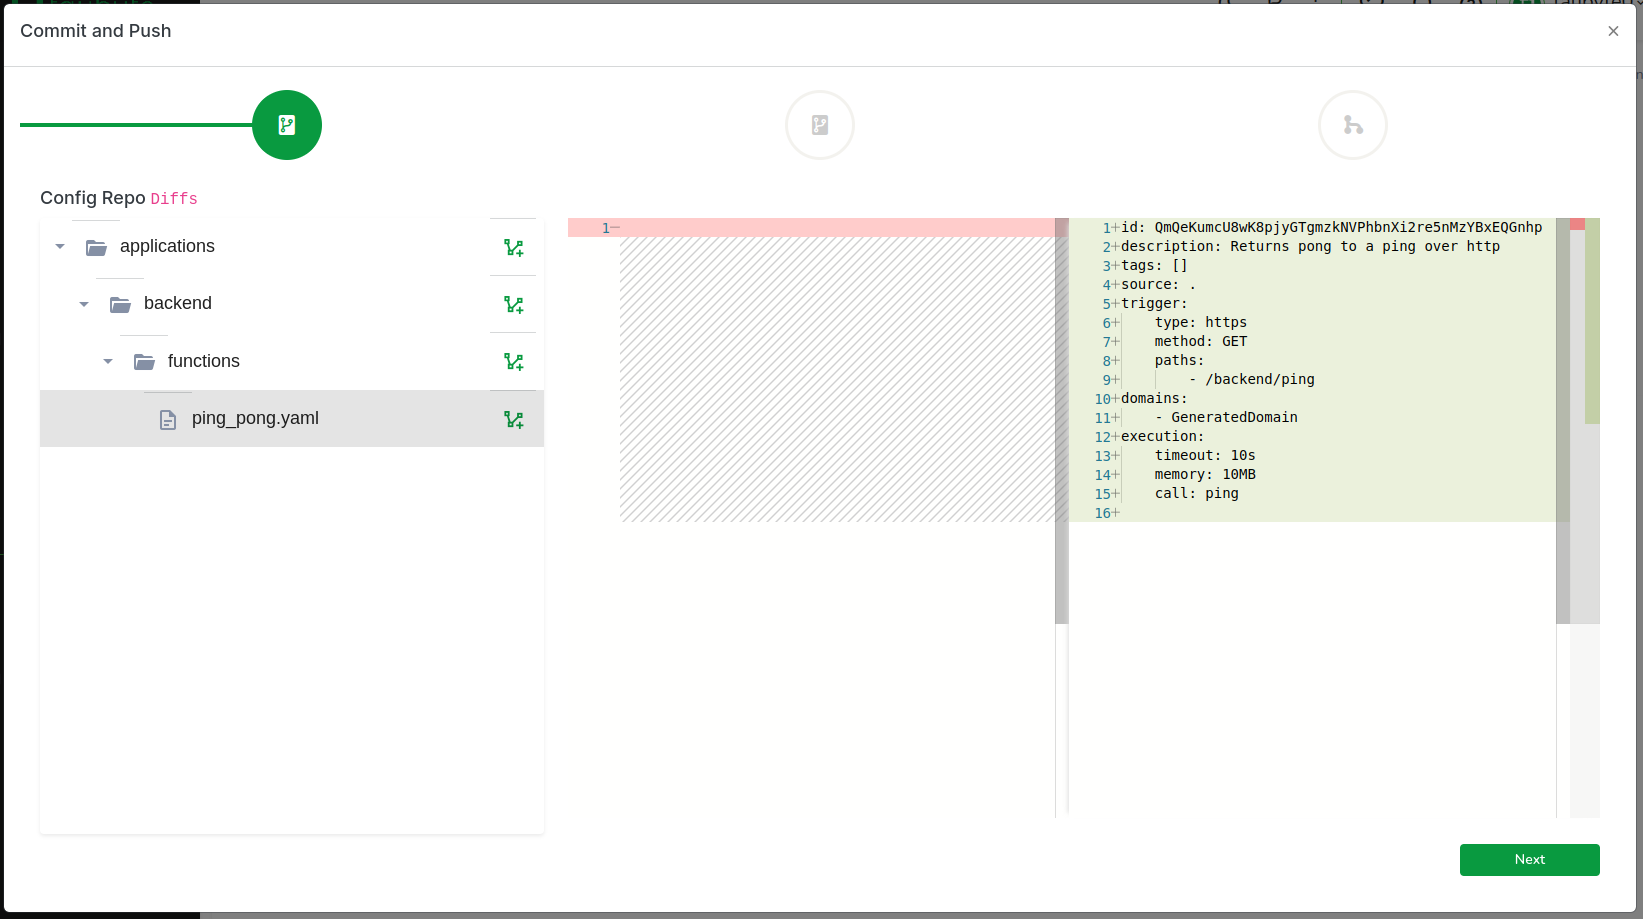 Commit and Push
Config Repo Diffs
applications
backend
functions
ping_pong.yaml
1-
1+id: QmQeKumcU8wK8pjyGTgmzkNVPhbnXi2re5nMzYBxEQGnhp
2+description: Returns pong to a ping over http
3+tags: []
4+source: .
5+trigger:
6+    type: https
7+    method: GET
8+    paths:
9+        - /backend/ping
10+domains:
11+    - GeneratedDomain
12+execution:
13+    timeout: 10s
14+    memory: 10MB
15+    call: ping
16+
Next